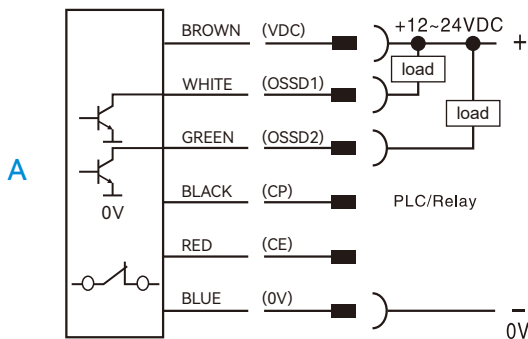 BROWN (VDC) +12~24VDC +
WHITE (OSSD1) load
GREEN (OSSD2) load
A
0V
BLACK (CP) PLC/Relay
RED (CE)
BLUE (0V) −
0V